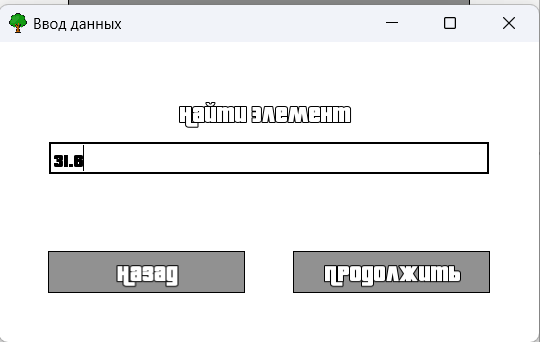 Ввод данных
Найти элемент
31.6
Назад
Продолжить